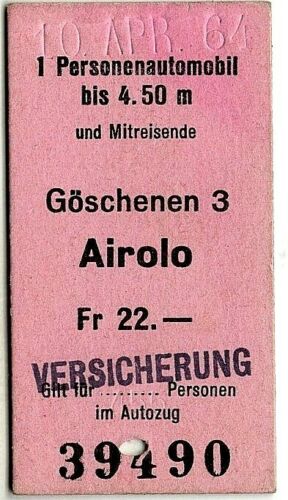 10. APR. 64
1 Personenautomobil
bis 4.50 m
und Mitreisende
Göschenen 3
Airolo
Fr 22.—
VERSICHERUNG
Gilt für ......... Personen
im Autozug
39490